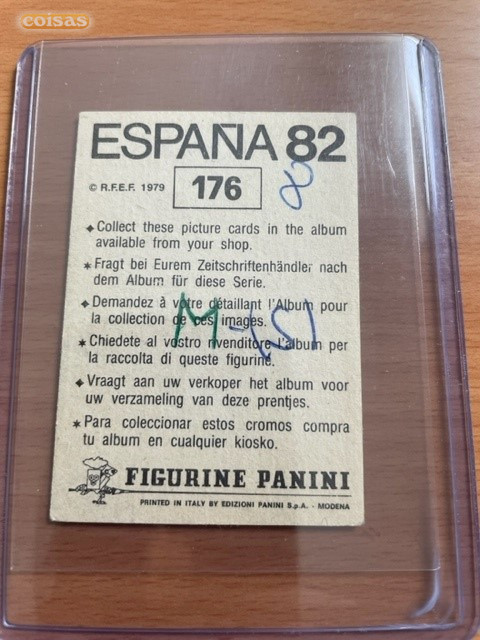 coisas
ESPAÑA 82
© R.F.E.F. 1979
176
8
◆ Collect these picture cards in the album
available from your shop.
✶ Fragt bei Eurem Zeitschriftenhändler nach
dem Album für diese Serie.
◆ Demandez à votre détaillant l'Album pour
la collection de ces images.
M-(S)
✶ Chiedete al vostro rivenditore l'album per
la raccolta di queste figurine.
◆ Vraagt aan uw verkoper het album voor
uw verzameling van deze prentjes.
✶ Para coleccionar estos cromos compra
tu album en cualquier kiosko.
FIGURINE PANINI
PRINTED IN ITALY BY EDIZIONI PANINI S.p.A. - MODENA